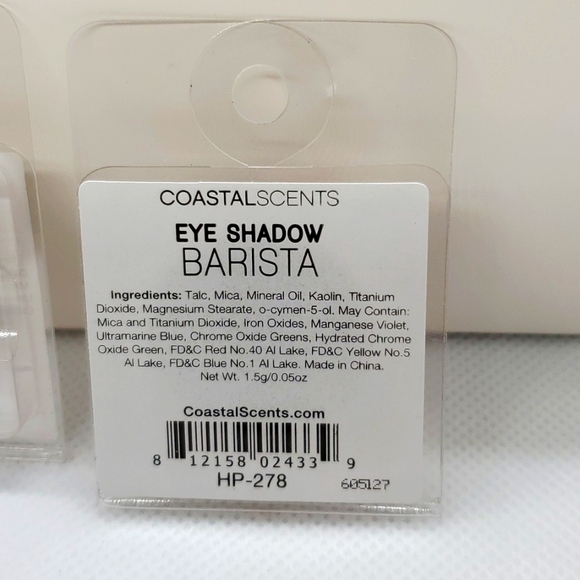 COASTALSCENTS
EYE SHADOW
BARISTA
Ingredients: Talc, Mica, Mineral Oil, Kaolin, Titanium
Dioxide, Magnesium Stearate, o-cymen-5-ol. May Contain:
Mica and Titanium Dioxide, Iron Oxides, Manganese Violet,
Ultramarine Blue, Chrome Oxide Greens, Hydrated Chrome
Oxide Green, FD&C Red No.40 Al Lake, FD&C Yellow No.5
Al Lake, FD&C Blue No.1 Al Lake. Made in China.
Net Wt. 1.5g/0.05oz
CoastalScents.com
8 12158 02433 9
HP-278
605127